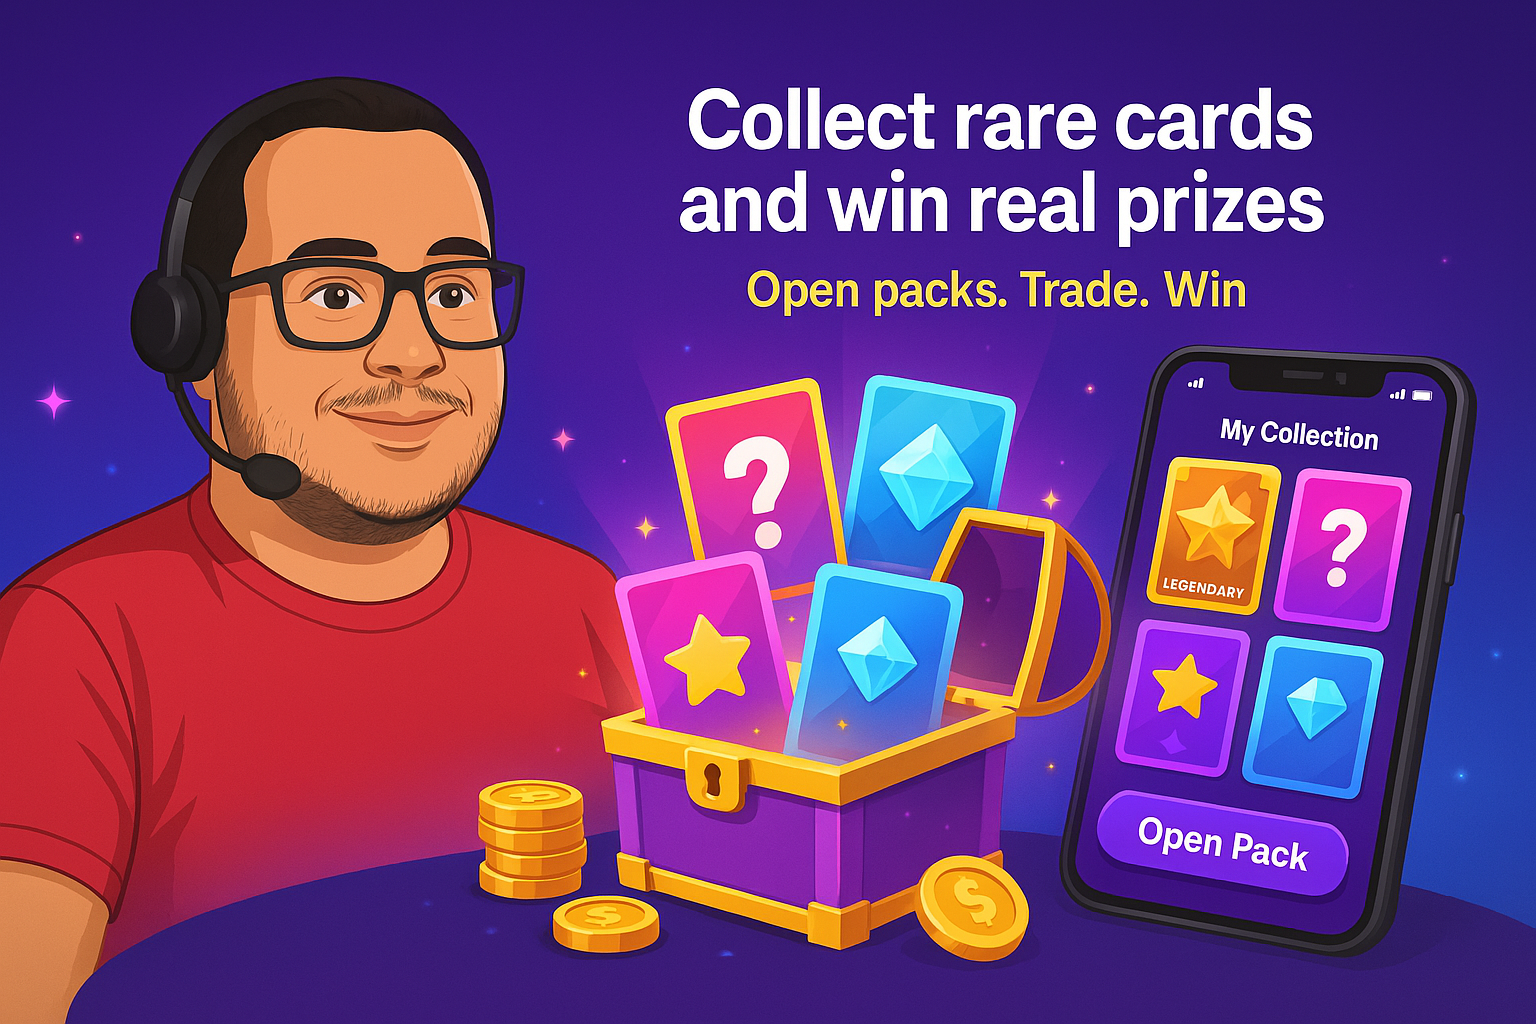 Collect rare cards
and win real prizes
Open packs. Trade. Win
?
My Collection
LEGENDARY
?
Open Pack
$
$